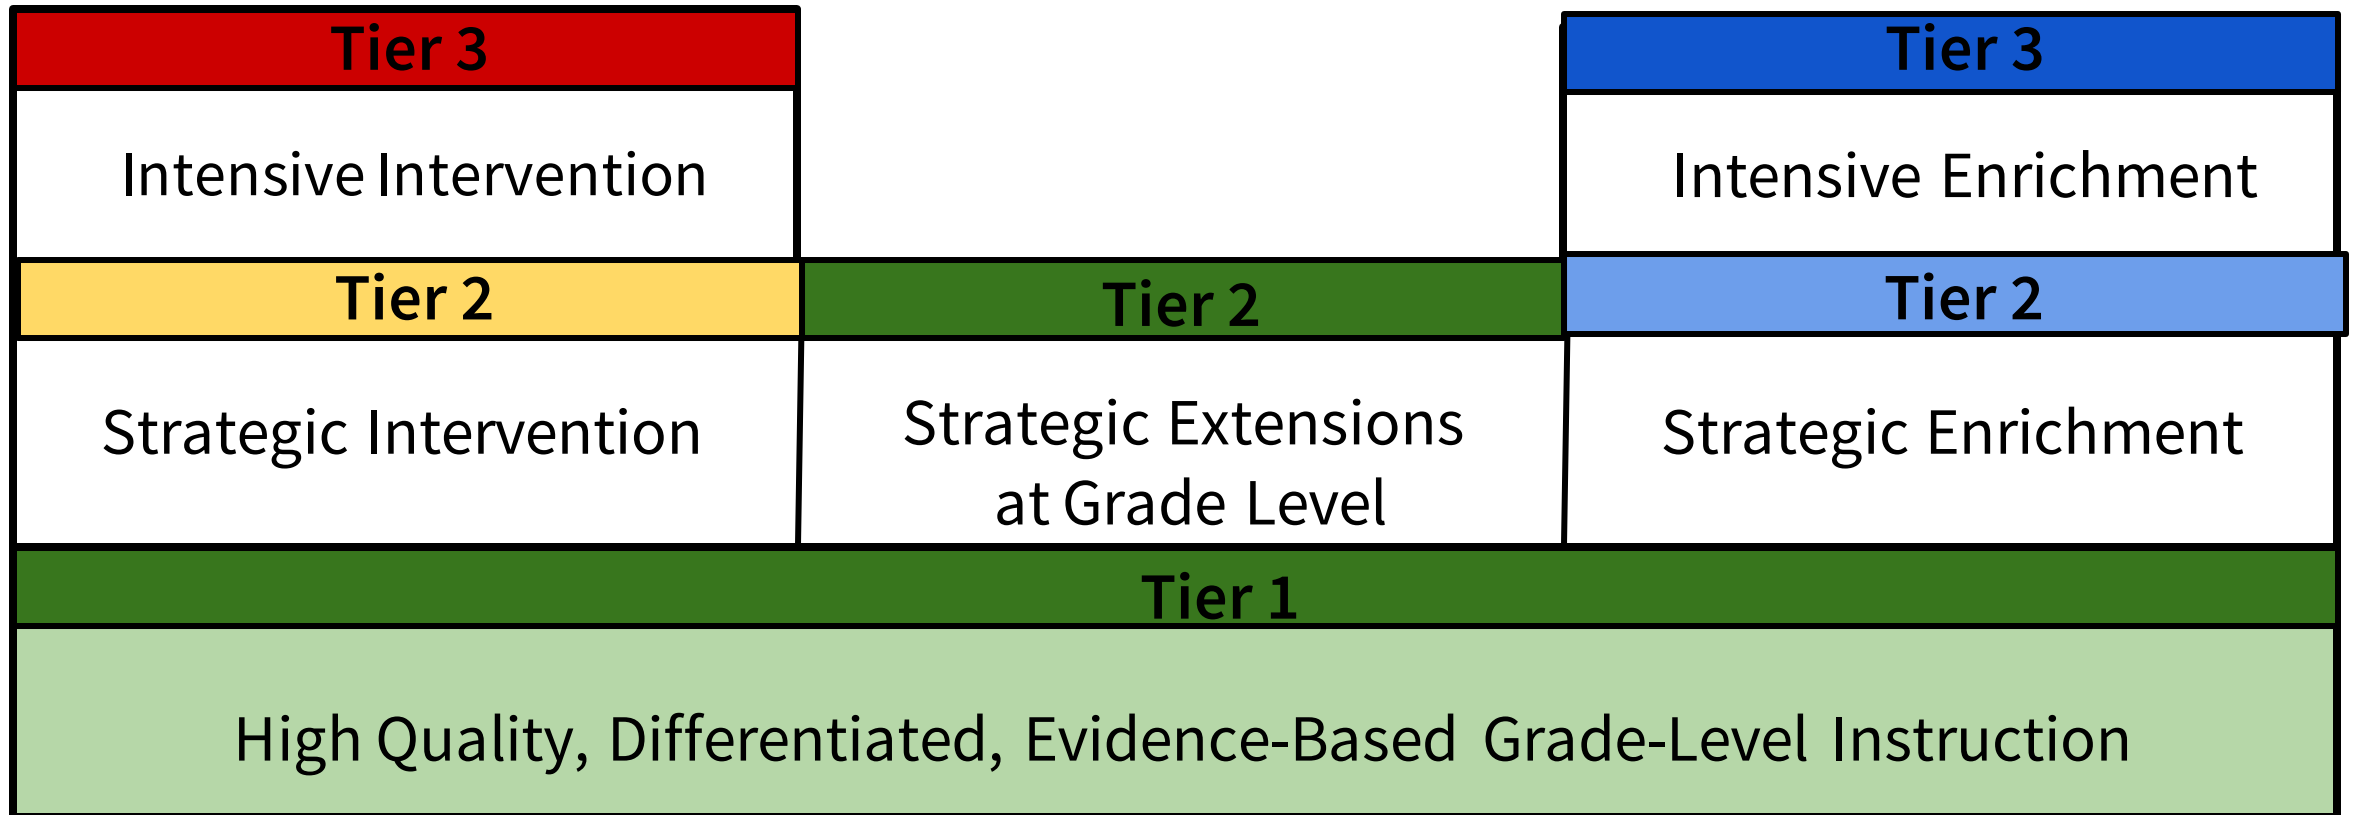 Tier 3
Tier 3
Intensive Intervention
Intensive Enrichment
Tier 2
Tier 2
Tier 2
Strategic Intervention
Strategic Extensions
at Grade Level
Strategic Enrichment
Tier 1
High Quality, Differentiated, Evidence-Based Grade-Level Instruction